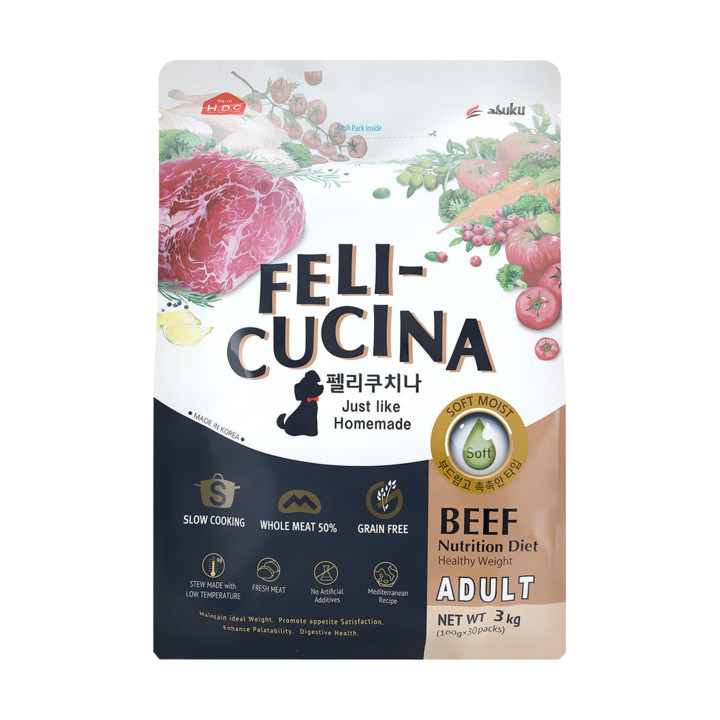 H.D.C
asuku
Fresh Pack Inside
FELI-
CUCINA
펠리쿠치나
Just like
Homemade
• MADE IN KOREA •
SOFT MOIST
Soft
부드럽고 촉촉한 타입
S
SLOW COOKING
WHOLE MEAT 50%
GRAIN FREE
BEEF
Nutrition Diet
Healthy Weight
ADULT
NET WT 3kg
(100g×30packs)
STEW MADE with
LOW TEMPERATURE
FRESH MEAT
No Artificial
Additives
Mediterranean
Recipe
Maintain ideal Weight. Promote appetite Satisfaction.
Enhance Palatability. Digestive Health.